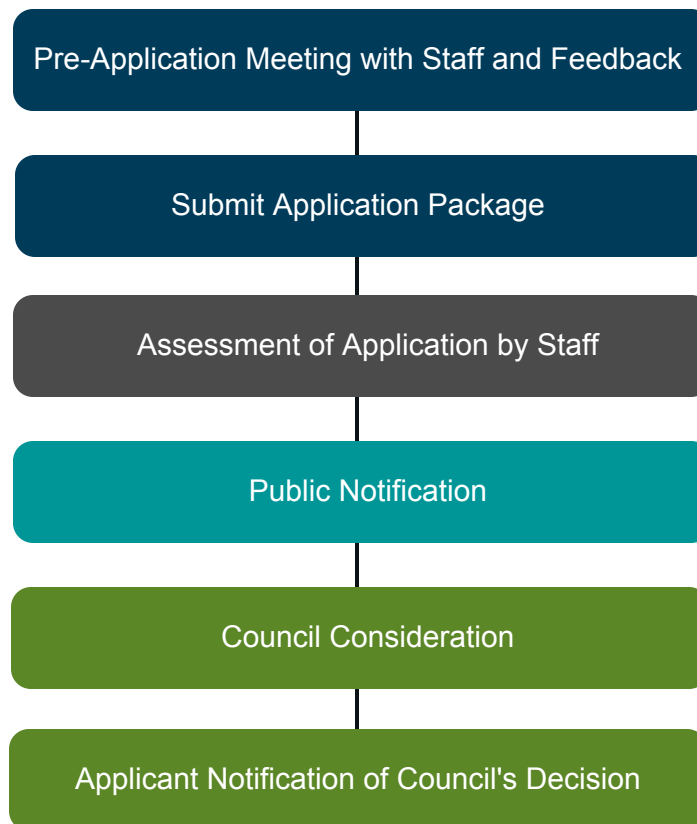 Pre-Application Meeting with Staff and Feedback
Submit Application Package
Assessment of Application by Staff
Public Notification
Council Consideration
Applicant Notification of Council's Decision